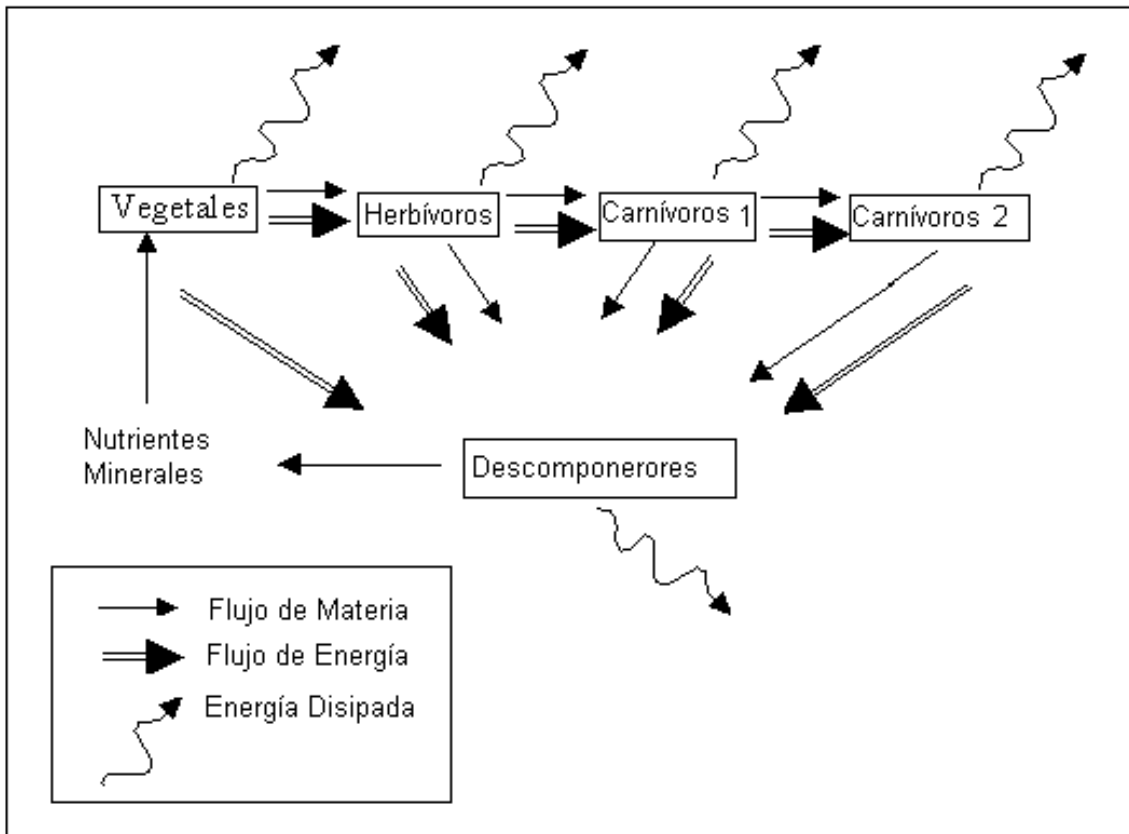 Vegetales
Herbívoros
Carnívoros 1
Carnívoros 2
Nutrientes
Minerales
Descomponerores
Flujo de Materia
Flujo de Energía
Energía Disipada